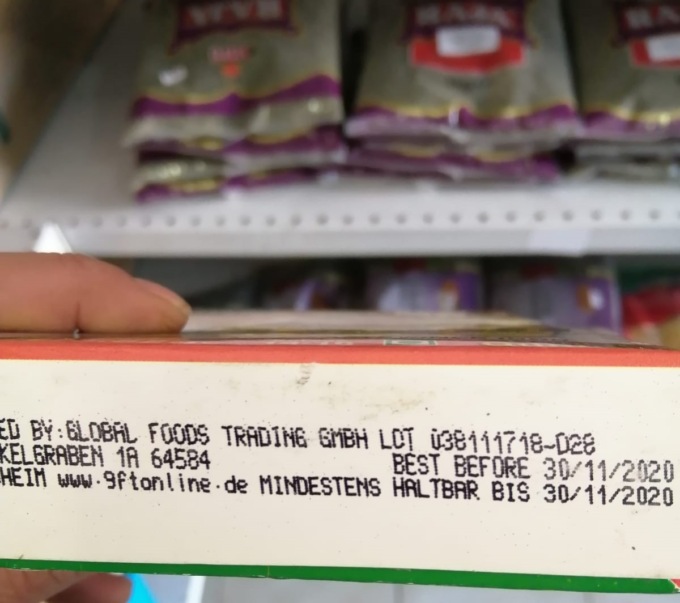 ED BY:GLOBAL FOODS TRADING GMBH LOT 038111718-D28
KELGRABEN 1A 64584 BEST BEFORE 30/11/2020
HEIM www.gftonline.de MINDESTENS HALTBAR BIS 30/11/2020